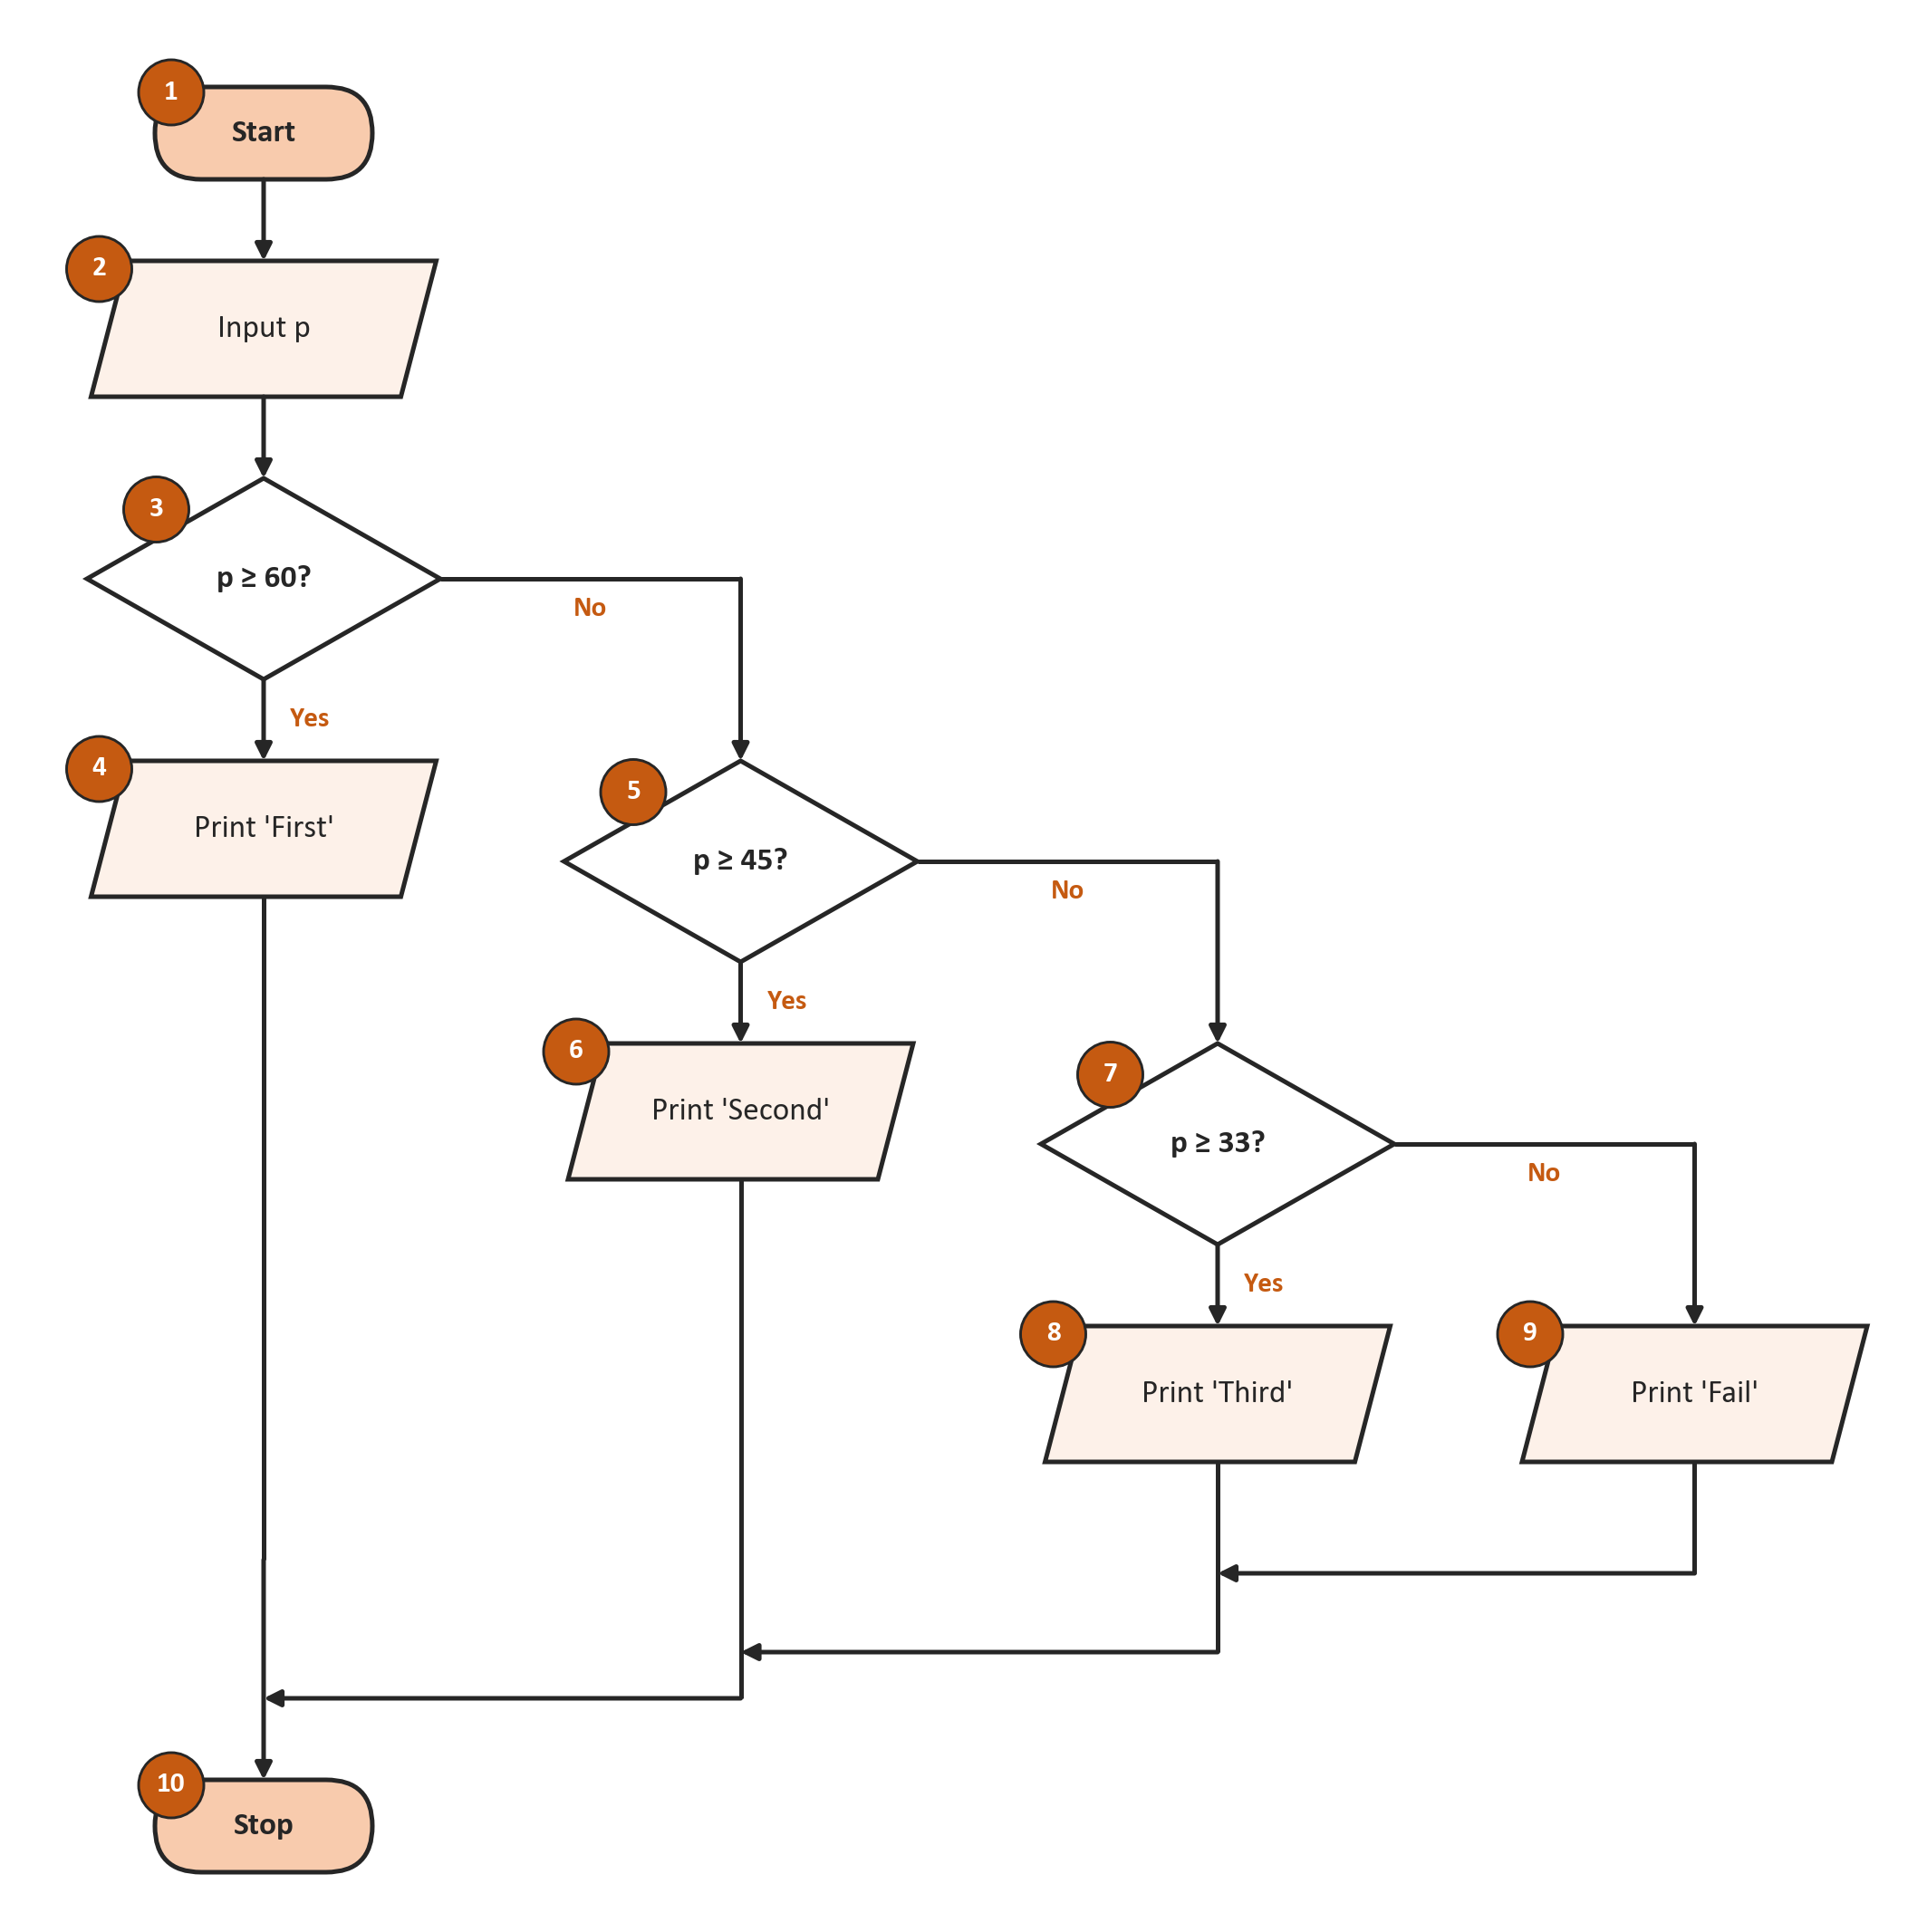 1
Start
2
Input p
3
p ≥ 60?
No
Yes
4
Print 'First'
5
p ≥ 45?
No
Yes
6
Print 'Second'
7
p ≥ 33?
No
Yes
8
Print 'Third'
9
Print 'Fail'
10
Stop